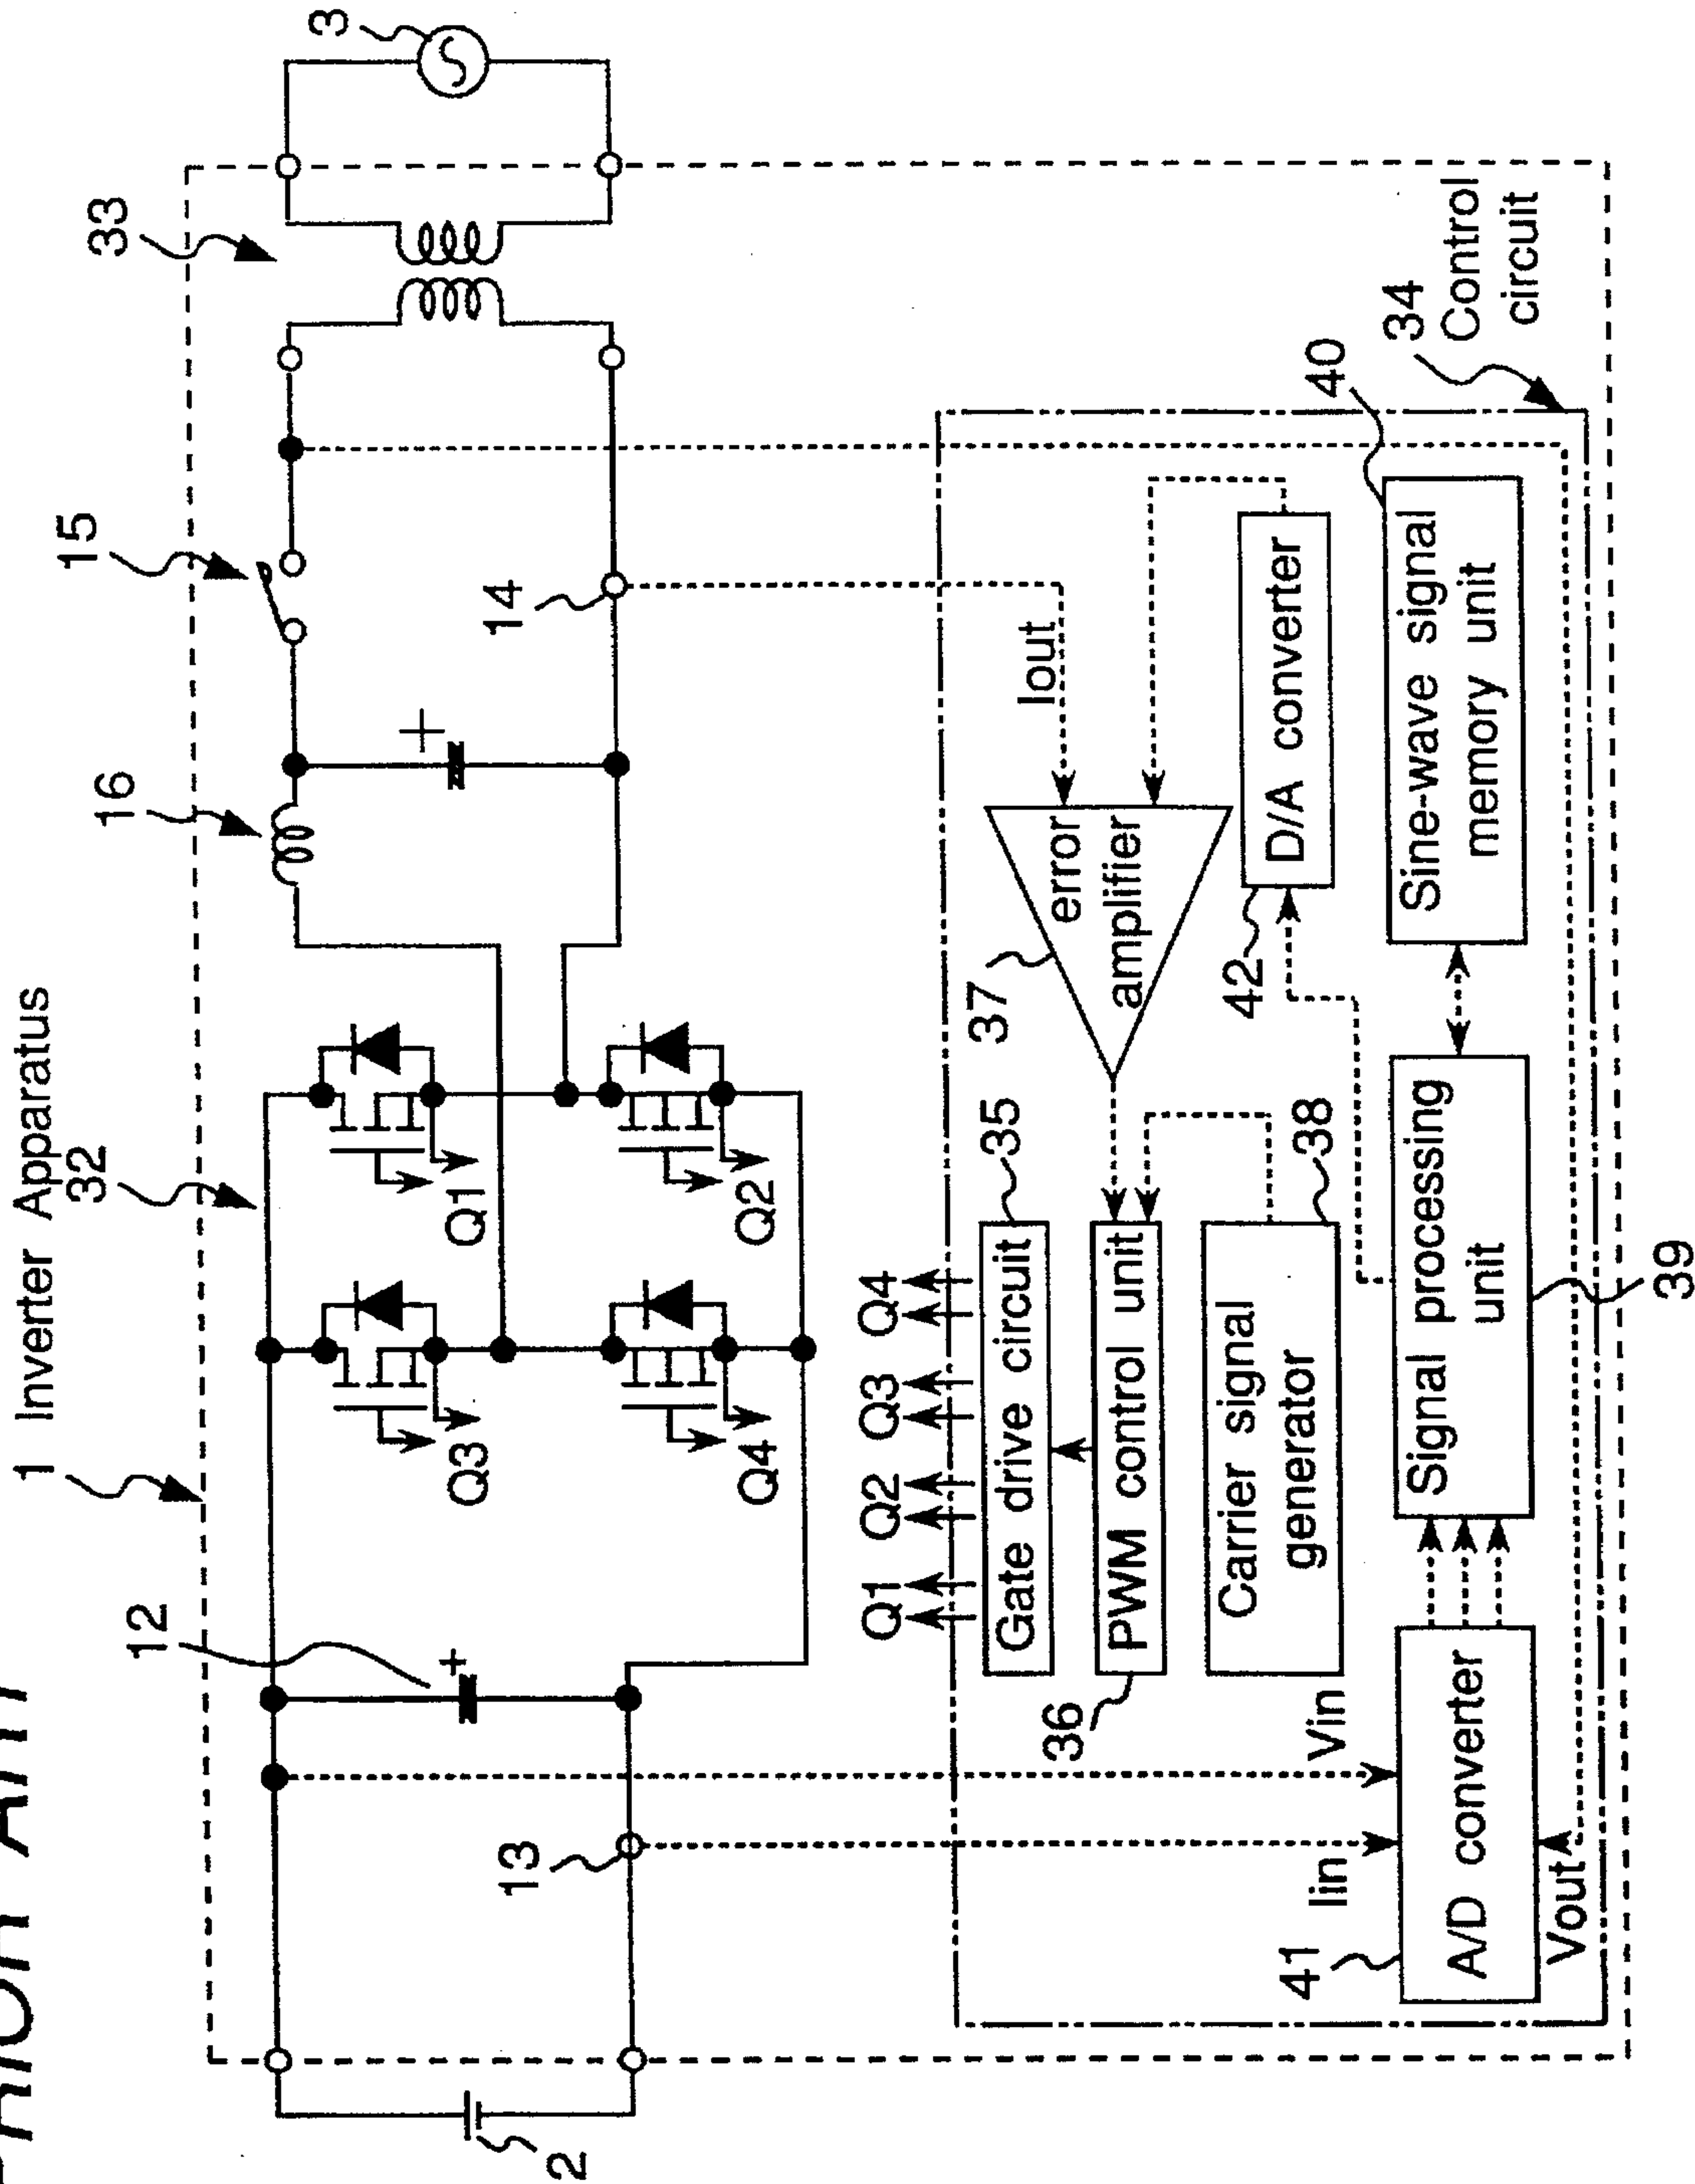 PRIOR ART
1 Inverter Apparatus
32
16
15
33
3
12
Q3
Q1
Q4
Q2
14
13
2
Q1 Q2 Q3 Q4
Gate drive circuit
35
37
error
amplifier
Iout
36
PWM control unit
Carrier signal
generator
38
42
D/A converter
40
34
Control
circuit
Iin
Vin
41
A/D converter
Vout
Signal processing
unit
39
Sine-wave signal
memory unit